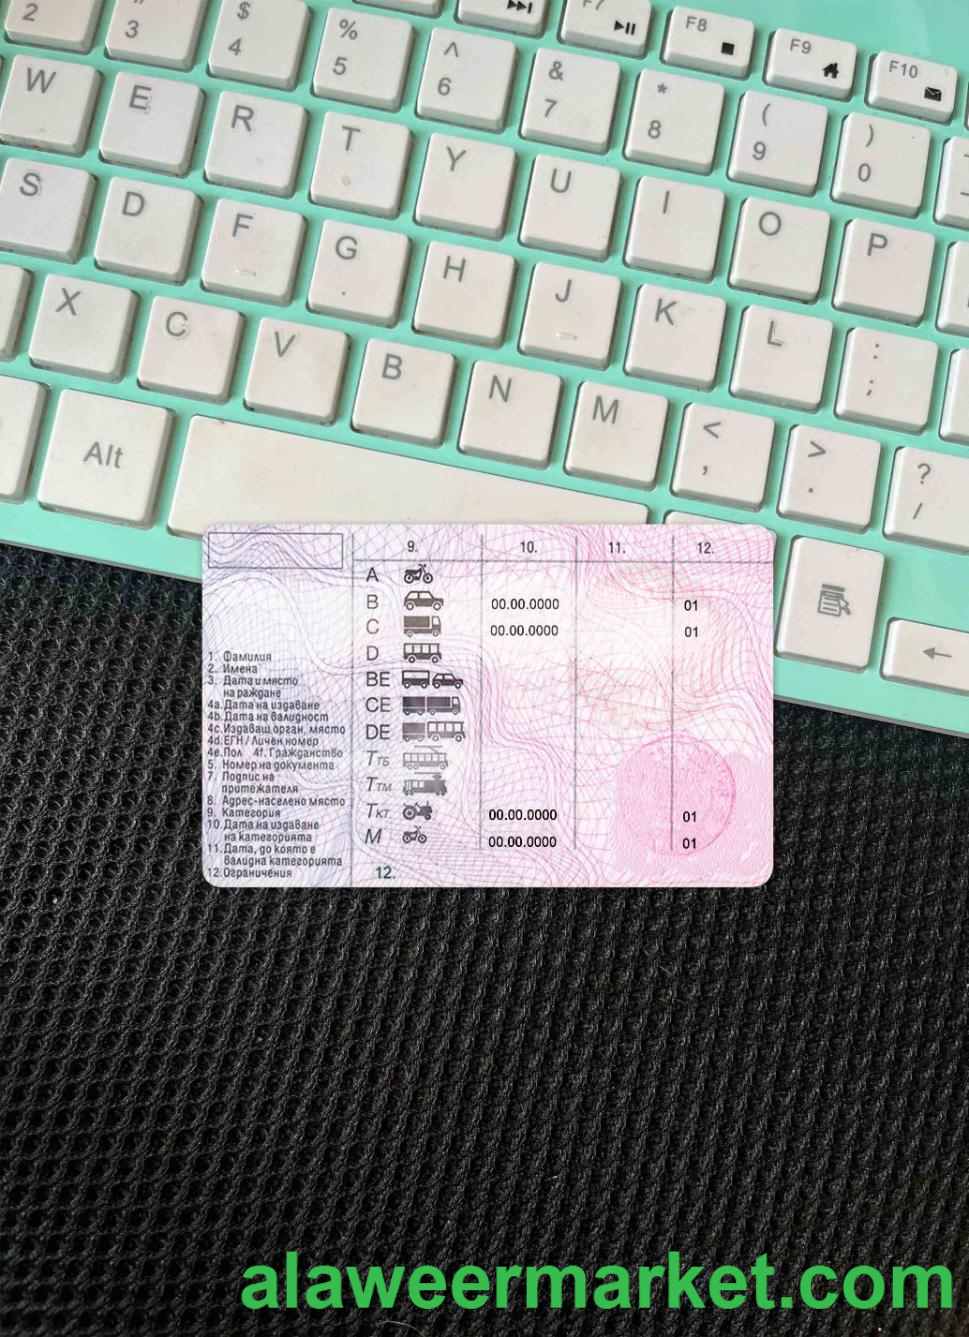 2 " 3 $ 4 % 5 ^ 6 & 7 * 8 ( 9 ) 0
F7 F8 F9 F10
W E R T Y U I O P
S D F G H J K L : ;
X C V B N M < , > . ? /
Alt
9. 10. 11. 12.
A
B 00.00.0000 01
C 00.00.0000 01
D
BE
CE
DE
Tтб
Tтм
Tкт 00.00.0000 01
M 00.00.0000 01
12.
1. Фамилия
2. Имена
3. Дата и място
на раждане
4a. Дата на издаване
4b. Дата на валидност
4c. Издаващ орган, място
4d. ЕГН / Личен номер
4e. Пол 4f. Гражданство
5. Номер на документа
7. Подпис на
притежателя
8. Адрес-населено място
9. Категория
10. Дата на издаване
на категорията
11. Дата, до която е
валидна категорията
12. Ограничения
alaweermarket.com